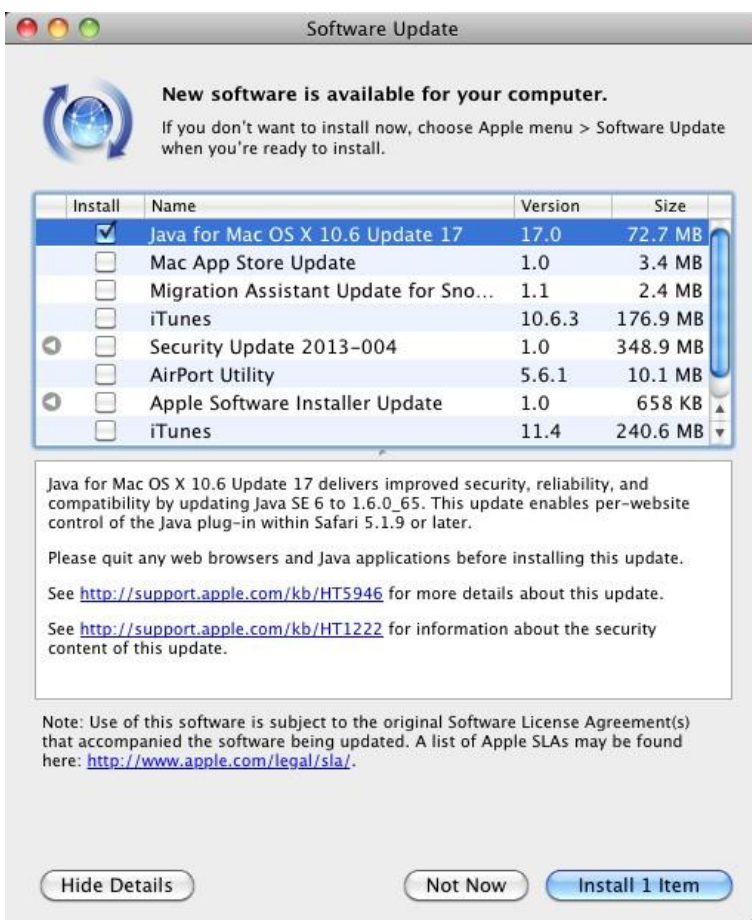 Software Update
New software is available for your computer.
If you don't want to install now, choose Apple menu > Software Update
when you're ready to install.
Install Name Version Size
Java for Mac OS X 10.6 Update 17 17.0 72.7 MB
Mac App Store Update 1.0 3.4 MB
Migration Assistant Update for Sno... 1.1 2.4 MB
iTunes 10.6.3 176.9 MB
Security Update 2013-004 1.0 348.9 MB
AirPort Utility 5.6.1 10.1 MB
Apple Software Installer Update 1.0 658 KB
iTunes 11.4 240.6 MB
Java for Mac OS X 10.6 Update 17 delivers improved security, reliability, and
compatibility by updating Java SE 6 to 1.6.0_65. This update enables per-website
control of the Java plug-in within Safari 5.1.9 or later.
Please quit any web browsers and Java applications before installing this update.
See http://support.apple.com/kb/HT5946 for more details about this update.
See http://support.apple.com/kb/HT1222 for information about the security
content of this update.
Note: Use of this software is subject to the original Software License Agreement(s)
that accompanied the software being updated. A list of Apple SLAs may be found
here: http://www.apple.com/legal/sla/.
Hide Details Not Now Install 1 Item